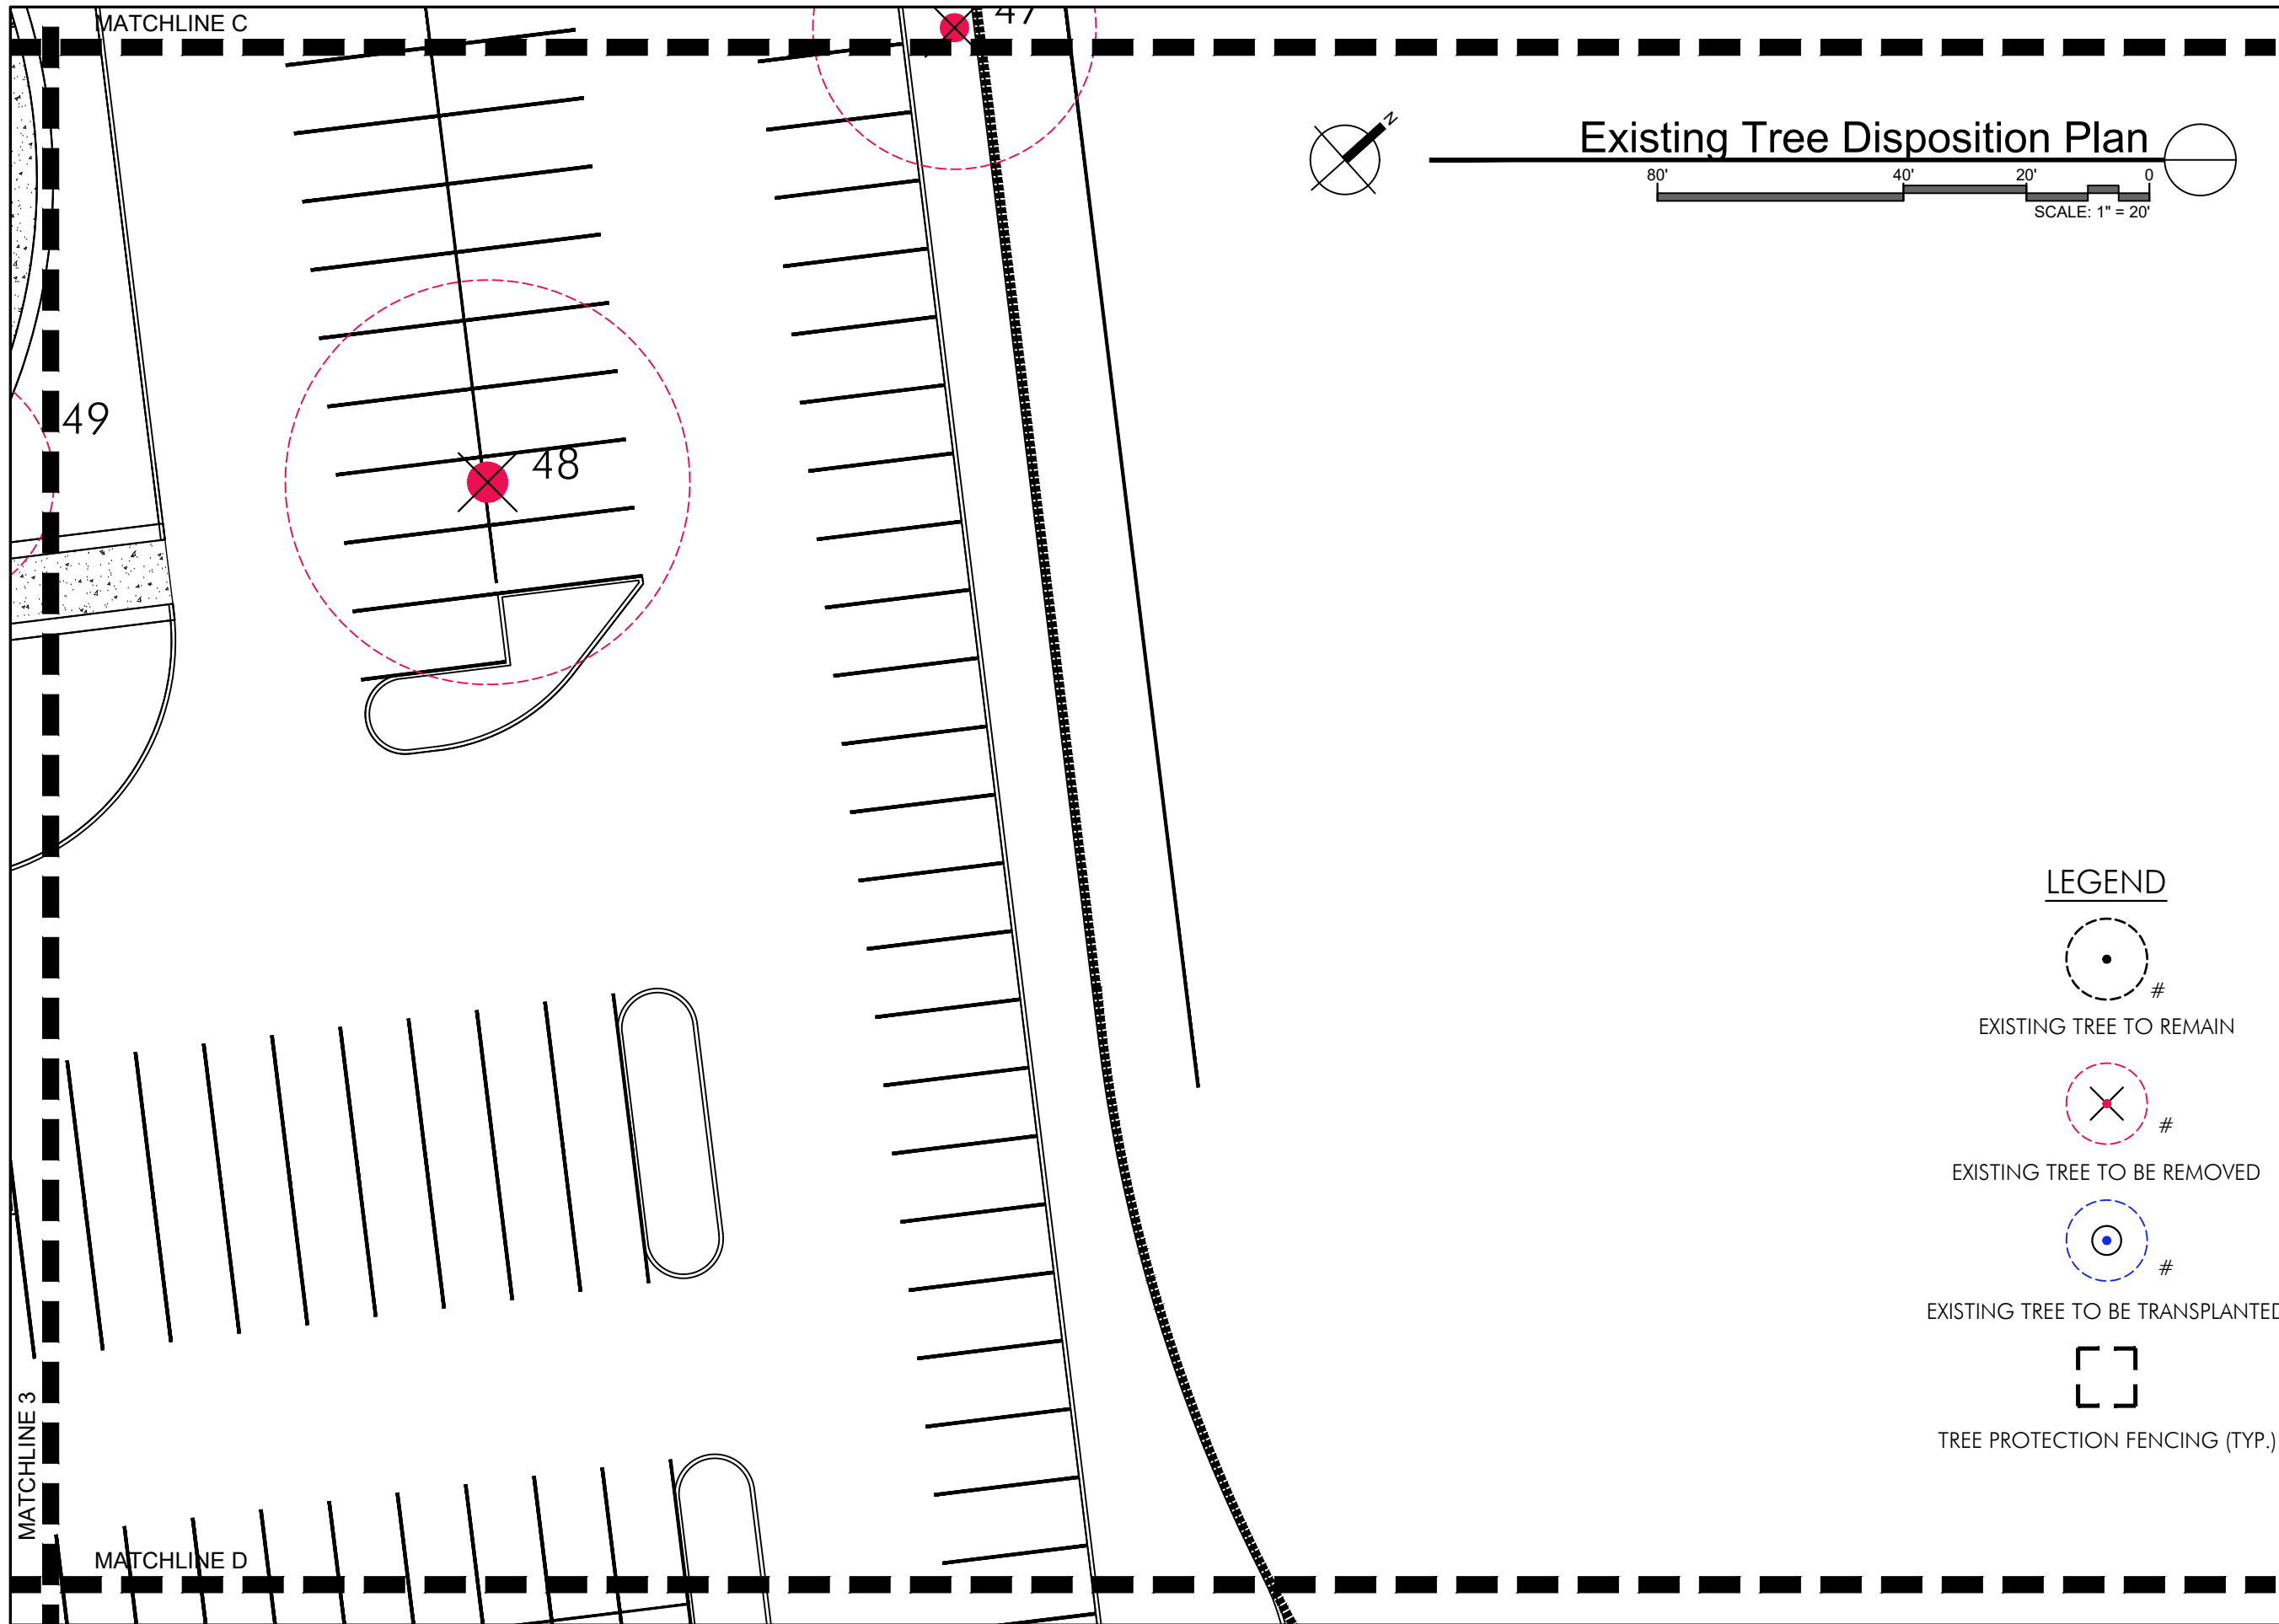 MATCHLINE C
47
N
Existing Tree Disposition Plan
80' 40' 20' 0
SCALE: 1" = 20'
49
48
LEGEND
#
EXISTING TREE TO REMAIN
#
EXISTING TREE TO BE REMOVED
#
EXISTING TREE TO BE TRANSPLANTED
TREE PROTECTION FENCING (TYP.)
MATCHLINE 3
MATCHLINE D